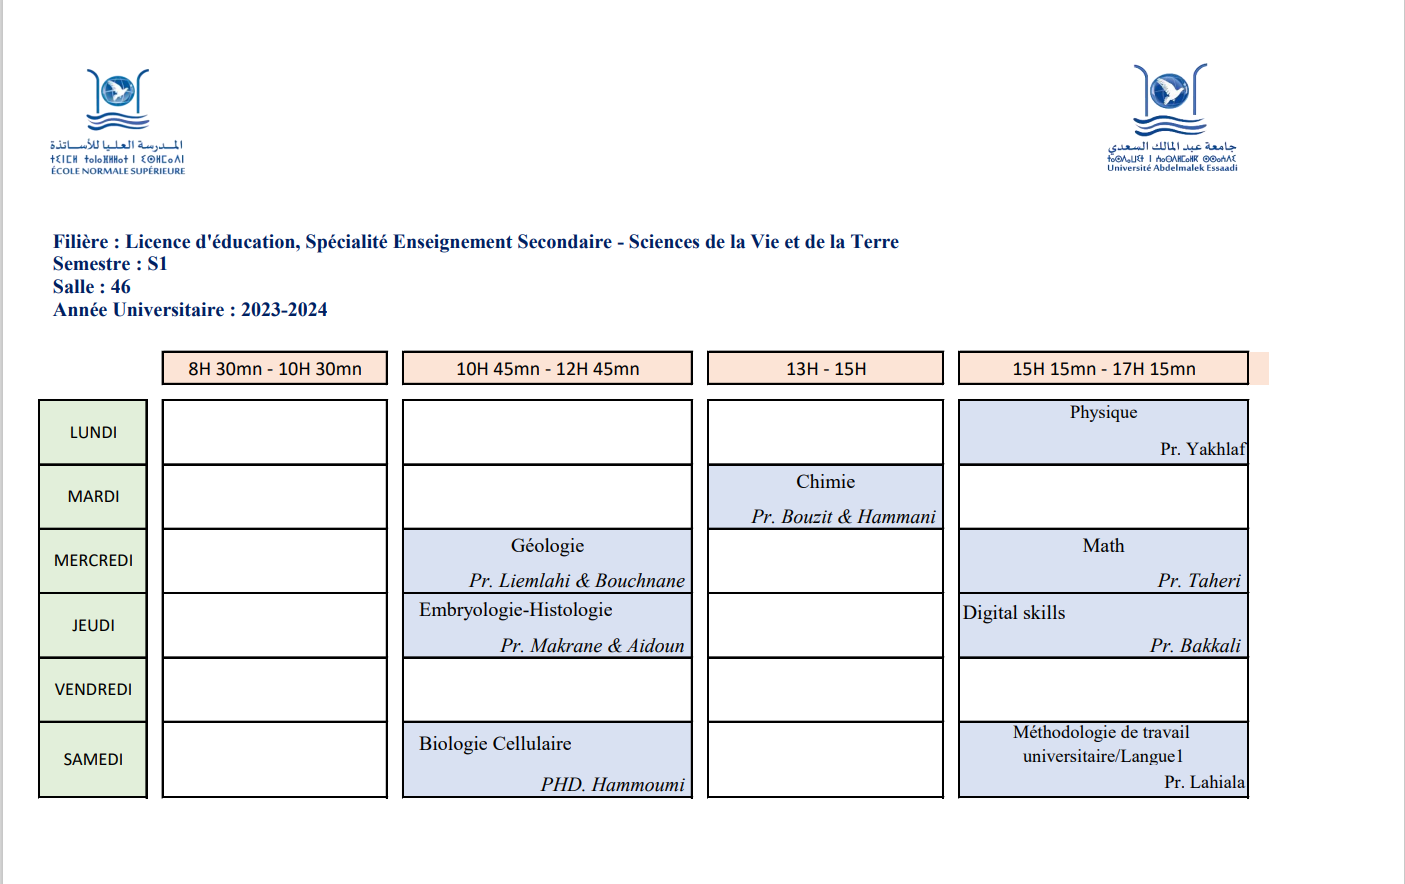 المدرسة العليا للأساتذة
ÉCOLE NORMALE SUPÉRIEURE
جامعة عبد المالك السعدي
Université Abdelmalek Essaadi
Filière : Licence d'éducation, Spécialité Enseignement Secondaire - Sciences de la Vie et de la Terre
Semestre : S1
Salle : 46
Année Universitaire : 2023-2024
8H 30mn - 10H 30mn
10H 45mn - 12H 45mn
13H - 15H
15H 15mn - 17H 15mn
LUNDI
Physique
Pr. Yakhlaf
MARDI
Chimie
Pr. Bouzit & Hammani
MERCREDI
Géologie
Pr. Liemlahi & Bouchnane
Math
Pr. Taheri
JEUDI
Embryologie-Histologie
Pr. Makrane & Aidoun
Digital skills
Pr. Bakkali
VENDREDI
SAMEDI
Biologie Cellulaire
PHD. Hammoumi
Méthodologie de travail
universitaire/Langue1
Pr. Lahiala